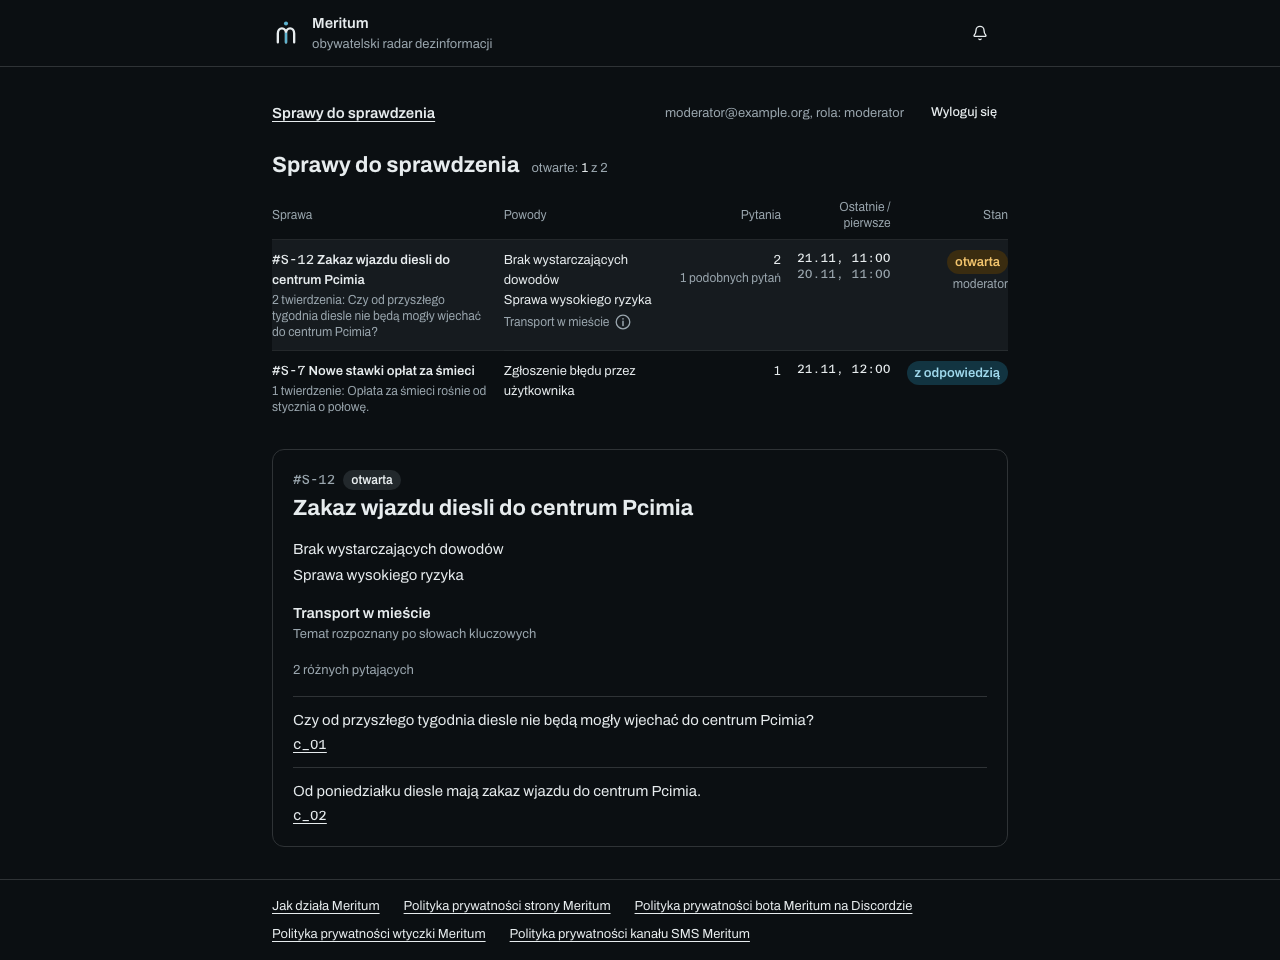 Meritum
obywatelski radar dezinformacji
Sprawy do sprawdzenia
moderator@example.org, rola: moderator
Wyloguj się
Sprawy do sprawdzenia
otwarte: 1 z 2
Sprawa
Powody
Pytania
Ostatnie /
pierwsze
Stan
#S-12 Zakaz wjazdu diesli do
centrum Pcimia
2 twierdzenia: Czy od przyszłego
tygodnia diesle nie będą mogły wjechać
do centrum Pcimia?
Brak wystarczających
dowodów
Sprawa wysokiego ryzyka
Transport w mieście
2
1 podobnych pytań
21.11, 11:00
20.11, 11:00
otwarta
moderator
#S-7 Nowe stawki opłat za śmieci
1 twierdzenie: Opłata za śmieci rośnie od
stycznia o połowę.
Zgłoszenie błędu przez
użytkownika
1
21.11, 12:00
z odpowiedzią
#S-12 otwarta
Zakaz wjazdu diesli do centrum Pcimia
Brak wystarczających dowodów
Sprawa wysokiego ryzyka
Transport w mieście
Temat rozpoznany po słowach kluczowych
2 różnych pytających
Czy od przyszłego tygodnia diesle nie będą mogły wjechać do centrum Pcimia?
c_01
Od poniedziałku diesle mają zakaz wjazdu do centrum Pcimia.
c_02
Jak działa Meritum
Polityka prywatności strony Meritum
Polityka prywatności bota Meritum na Discordzie
Polityka prywatności wtyczki Meritum
Polityka prywatności kanału SMS Meritum